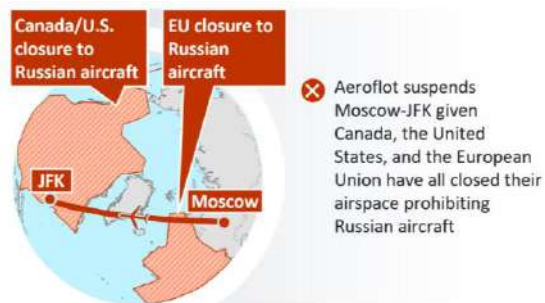 Canada/U.S.
closure to
Russian aircraft
EU closure to
Russian
aircraft
JFK
Moscow
Aeroflot suspends
Moscow-JFK given
Canada, the United
States, and the European
Union have all closed their
airspace prohibiting
Russian aircraft